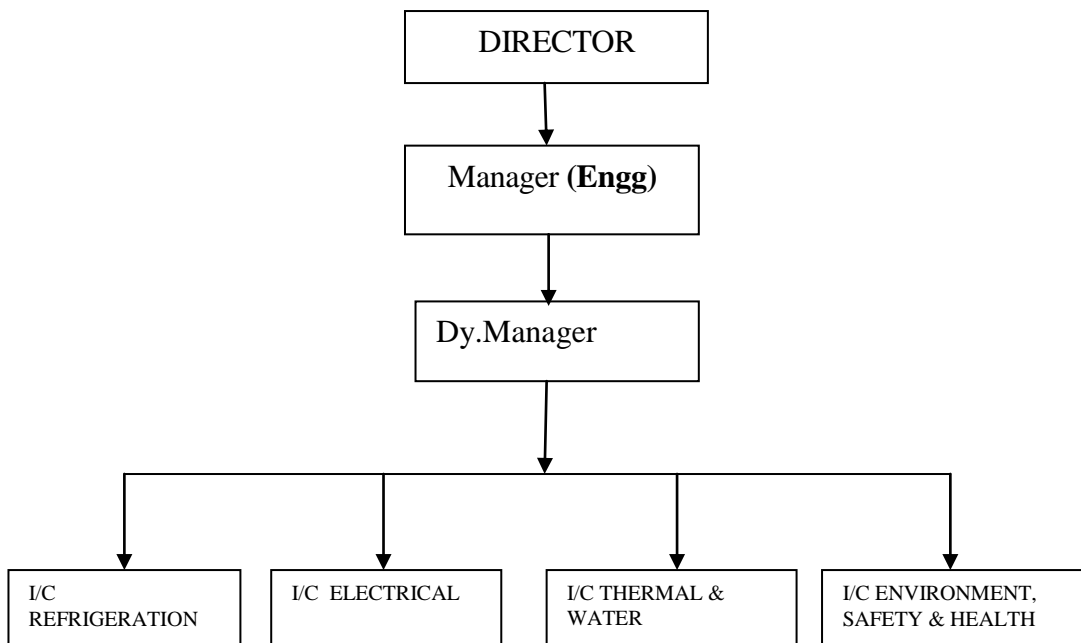 DIRECTOR
Manager (Engg)
Dy.Manager
I/C
REFRIGERATION
I/C ELECTRICAL
I/C THERMAL &
WATER
I/C ENVIRONMENT,
SAFETY & HEALTH